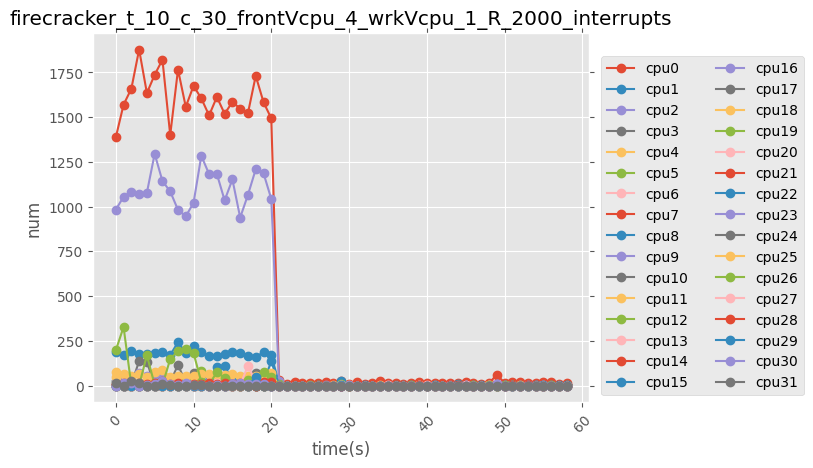 firecracker_t_10_c_30_frontVcpu_4_wrkVcpu_1_R_2000_interrupts
1750
1500
1250
1000
750
500
250
0
num
0
10
20
30
40
50
60
time(s)
cpu0
cpu1
cpu2
cpu3
cpu4
cpu5
cpu6
cpu7
cpu8
cpu9
cpu10
cpu11
cpu12
cpu13
cpu14
cpu15
cpu16
cpu17
cpu18
cpu19
cpu20
cpu21
cpu22
cpu23
cpu24
cpu25
cpu26
cpu27
cpu28
cpu29
cpu30
cpu31